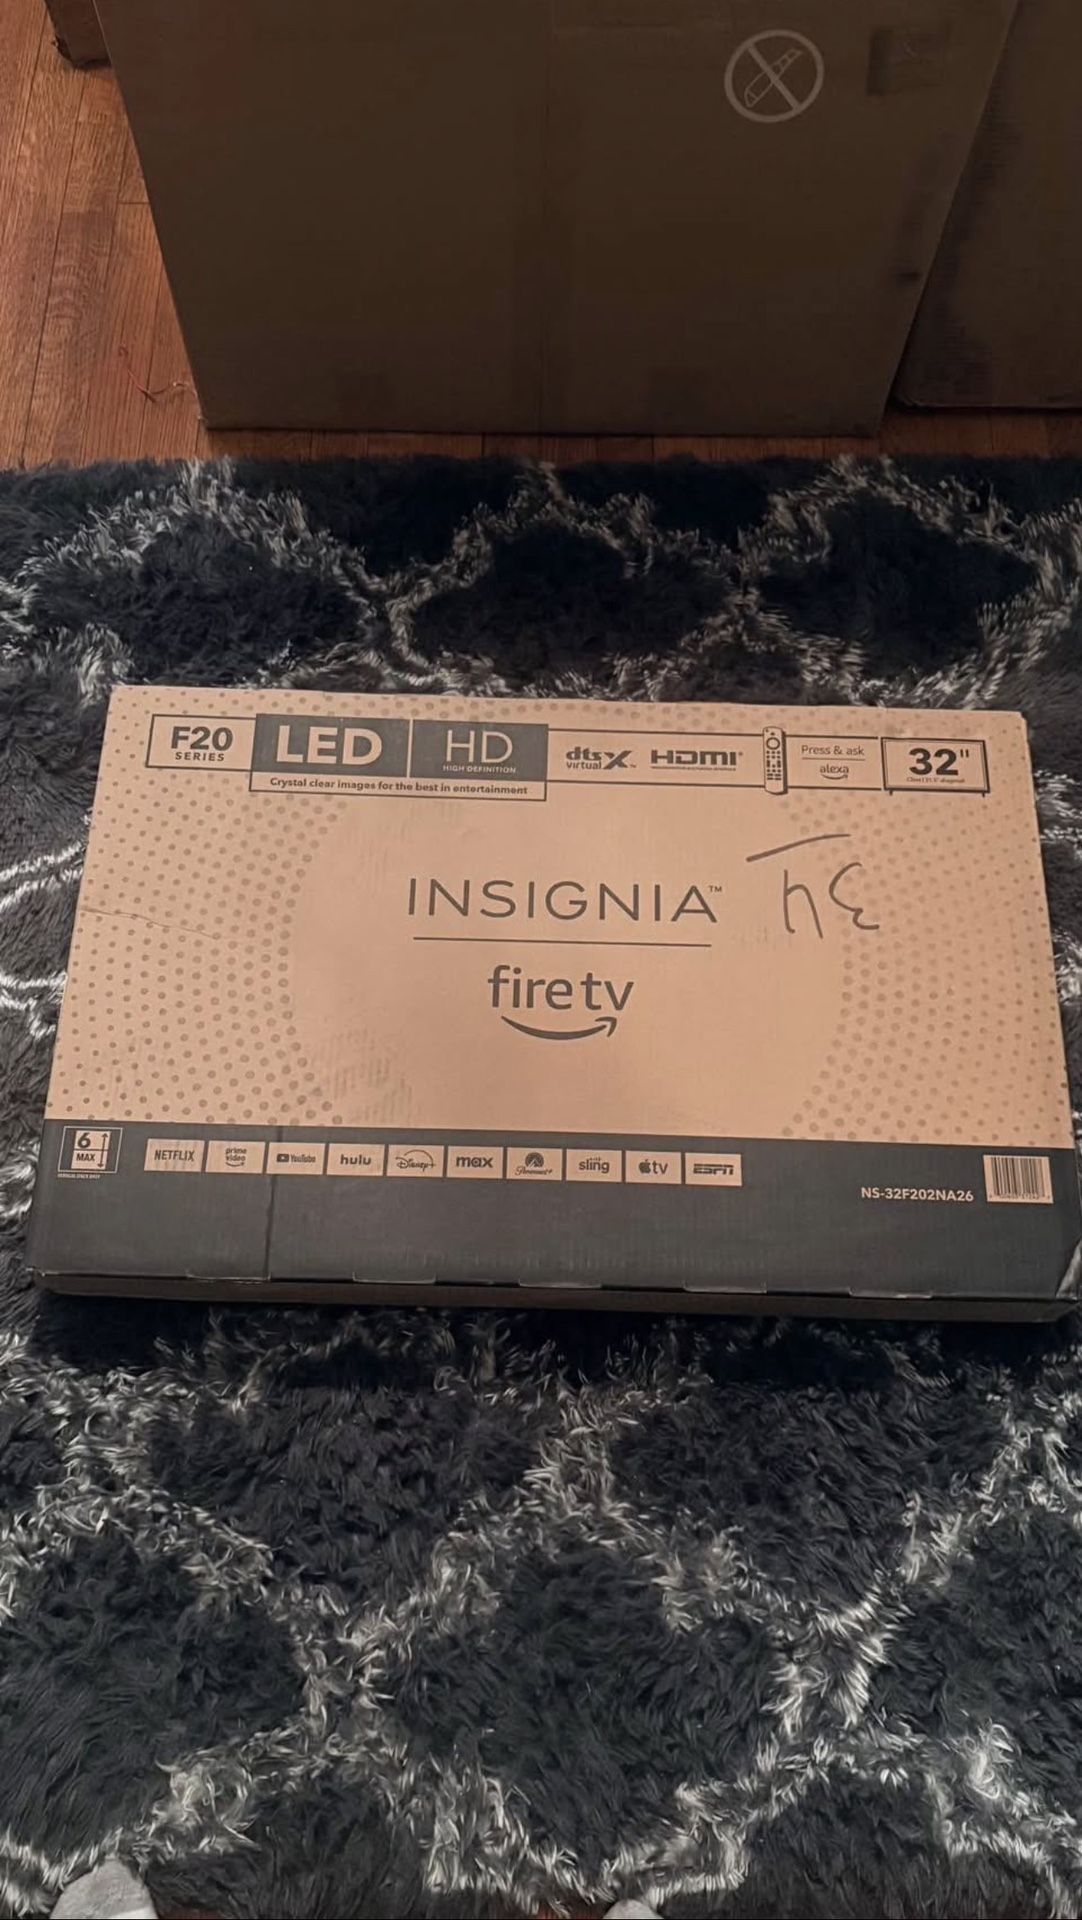 F20
SERIES
LED
HD
HIGH DEFINITION
Crystal clear images for the best in entertainment
dts X
virtual
HDMI
Press & ask
alexa
32"
INSIGNIA™
fire tv
6
MAX
NETFLIX
prime video
YouTube
hulu
Disney+
max
Paramount+
sling
tv
ESPN
NS-32F202NA26